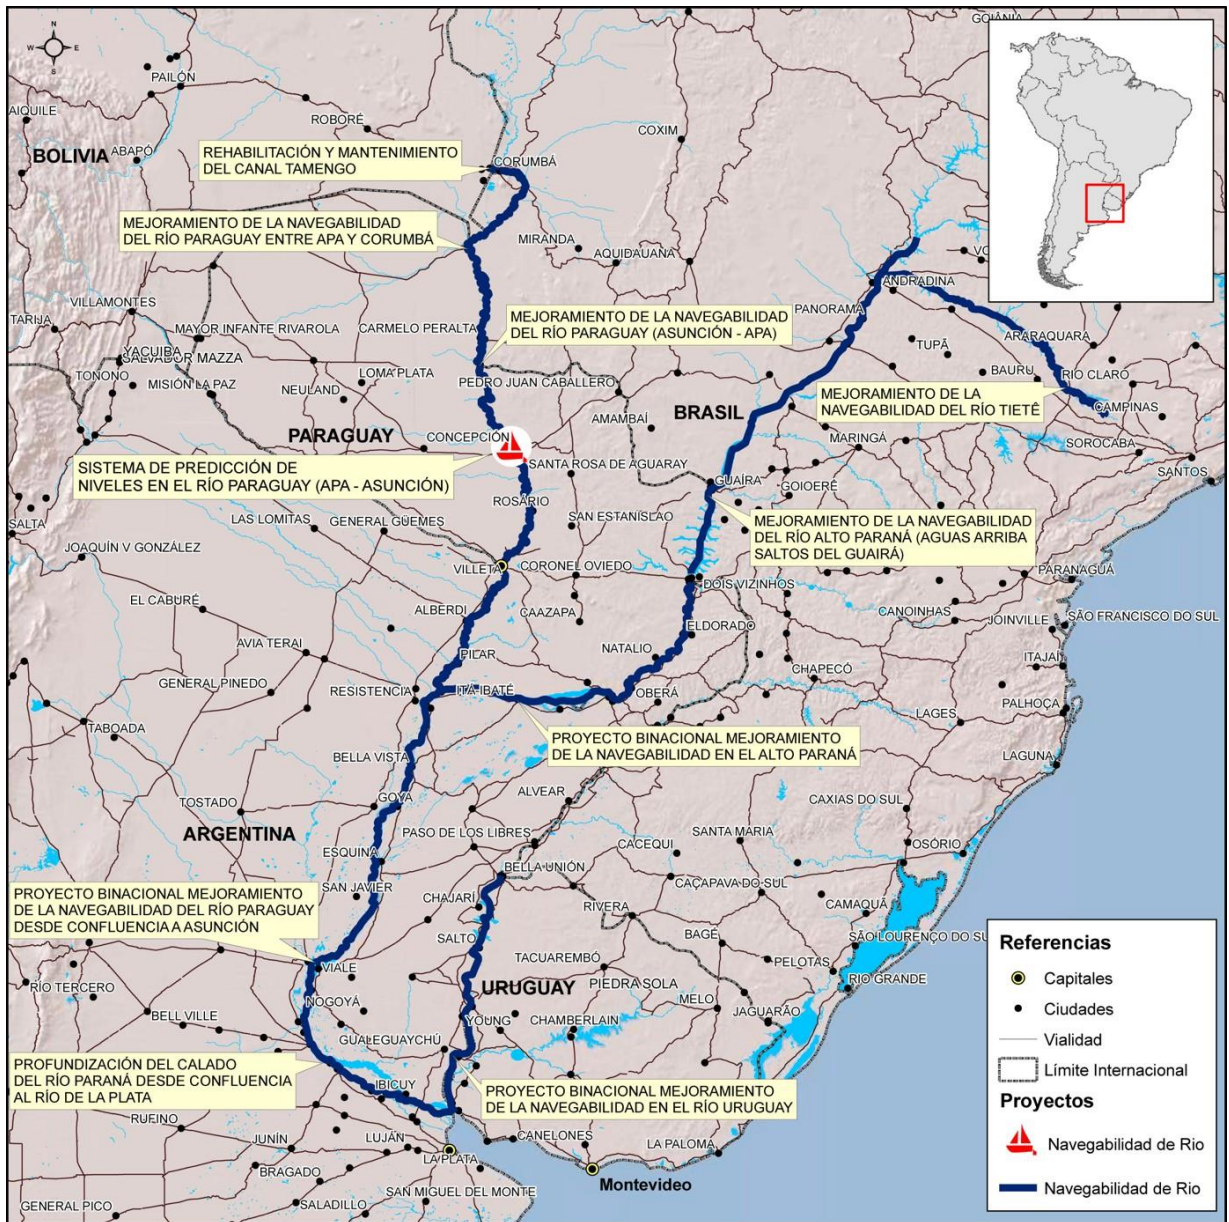 N
W
E
S
GOIÂNIA
PAILÓN
AIQUILE
ROBORÉ
COXIM
BOLIVIA
ABAPÓ
REHABILITACIÓN Y MANTENIMIENTO
DEL CANAL TAMENGO
CORUMBÁ
MEJORAMIENTO DE LA NAVEGABILIDAD
DEL RÍO PARAGUAY ENTRE APA Y CORUMBÁ
MIRANDA
AQUIDAUANA
VO
ANDRADINA
VILLAMONTES
PANORAMA
TARIJA
MAYOR INFANTE RIVAROLA
CARMELO PERALTA
MEJORAMIENTO DE LA NAVEGABILIDAD
DEL RÍO PARAGUAY (ASUNCIÓN - APA)
ARARAQUARA
TUPÃ
YACUIBA
SALVADOR MAZZA
TONONO
MISIÓN LA PAZ
LOMA PLATA
NEULAND
PEDRO JUAN CABALLERO
BAURU
RIO CLARO
MEJORAMIENTO DE LA
NAVEGABILIDAD DEL RÍO TIETÊ
CAMPINAS
AMAMBAÍ
BRASIL
PARAGUAY
CONCEPCIÓN
MARINGÁ
SOROCABA
SANTOS
SISTEMA DE PREDICCIÓN DE
NIVELES EN EL RÍO PARAGUAY (APA - ASUNCIÓN)
SANTA ROSA DE AGUARAY
GUAÍRA
GOIOERÊ
ROSARIO
SALTA
LAS LOMITAS
GENERAL GÜEMES
SAN ESTANISLAO
MEJORAMIENTO DE LA NAVEGABILIDAD
DEL RÍO ALTO PARANÁ (AGUAS ARRIBA
SALTOS DEL GUAIRÁ)
JOAQUÍN V GONZÁLEZ
VILLETA
CORONEL OVIEDO
DOIS VIZINHOS
PARANAGUÁ
EL CABURÉ
ALBERDI
CAAZAPA
CANOINHAS
JOINVILLE
SÃO FRANCISCO DO SUL
AVIA TERAI
ELDORADO
PILAR
NATALIO
CHAPECÓ
ITAJAÍ
GENERAL PINEDO
RESISTENCIA
ITÁ IBATÉ
OBERÁ
PALHOÇA
LAGES
TABOADA
PROYECTO BINACIONAL MEJORAMIENTO
DE LA NAVEGABILIDAD EN EL ALTO PARANÁ
BELLA VISTA
LAGUNA
ALVEAR
TOSTADO
GOYA
CAXIAS DO SUL
ARGENTINA
PASO DE LOS LIBRES
SANTA MARIA
CACEQUI
OSÓRIO
ESQUINA
BELLA UNIÓN
SAN JAVIER
CHAJARÍ
CAÇAPAVA DO SUL
PROYECTO BINACIONAL MEJORAMIENTO
DE LA NAVEGABILIDAD DEL RÍO PARAGUAY
DESDE CONFLUENCIA A ASUNCIÓN
RIVERA
CAMAQUÃ
SALTO
BAGÉ
SÃO LOURENÇO DO SU
VIALE
TACUAREMBÓ
PELOTAS
RÍO TERCERO
URUGUAY
PIEDRA SOLA
RIO GRANDE
NOGOYÁ
MELO
BELL VILLE
YOUNG
CHAMBERLAIN
JAGUARÃO
GUALEGUAYCHÚ
PROFUNDIZACIÓN DEL CALADO
DEL RÍO PARANÁ DESDE CONFLUENCIA
AL RÍO DE LA PLATA
IBICUY
PROYECTO BINACIONAL MEJORAMIENTO
DE LA NAVEGABILIDAD EN EL RÍO URUGUAY
RUFINO
JUNÍN
LUJÁN
CANELONES
LA PALOMA
LA PLATA
BRAGADO
Montevideo
SAN MIGUEL DEL MONTE
SALADILLO
GENERAL PICO
Referencias
Capitales
Ciudades
Vialidad
Límite Internacional
Proyectos
Navegabilidad de Rio
Navegabilidad de Rio